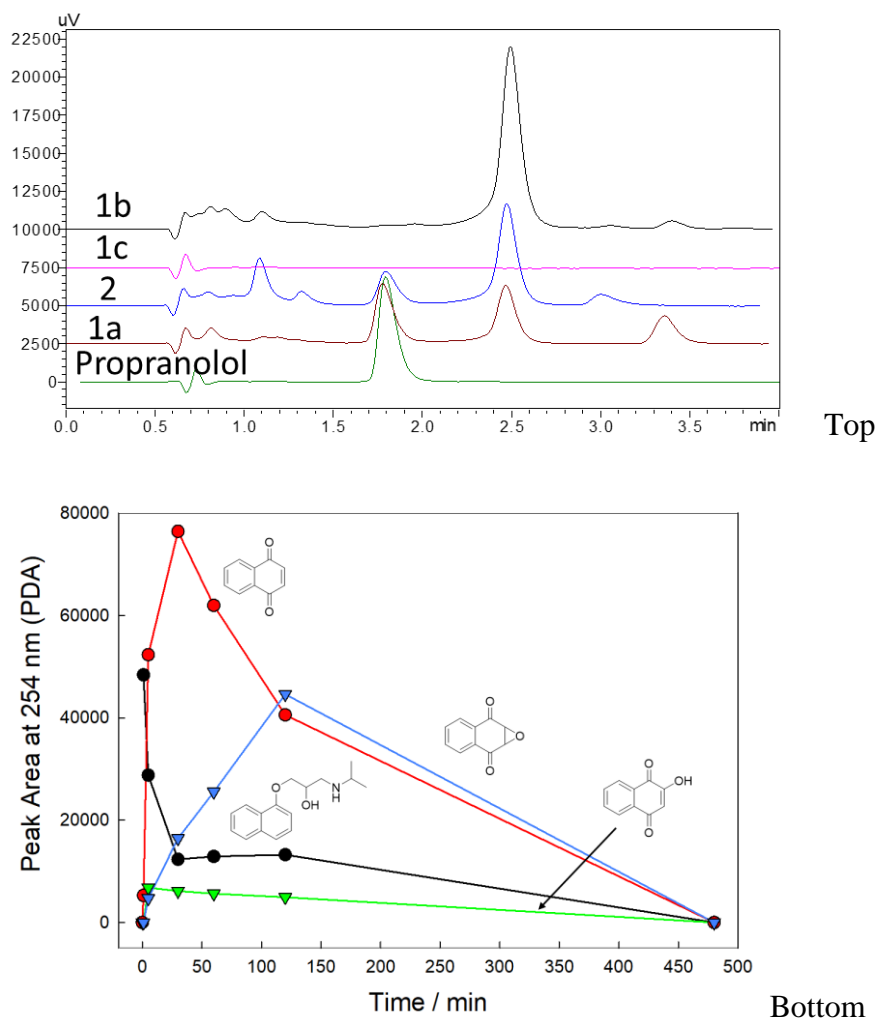 uV
22500
20000
17500
15000
12500
1b
10000
1c
7500
2
5000
1a
2500
Propranolol
0
0.0 0.5 1.0 1.5 2.0 2.5 3.0 3.5 min
Top
80000
60000
40000
20000
0
Peak Area at 254 nm (PDA)
O
O
O
O
O
O
OH
N
H
O
OH
O
0 50 100 150 200 250 300 350 400 450 500
Time / min
Bottom